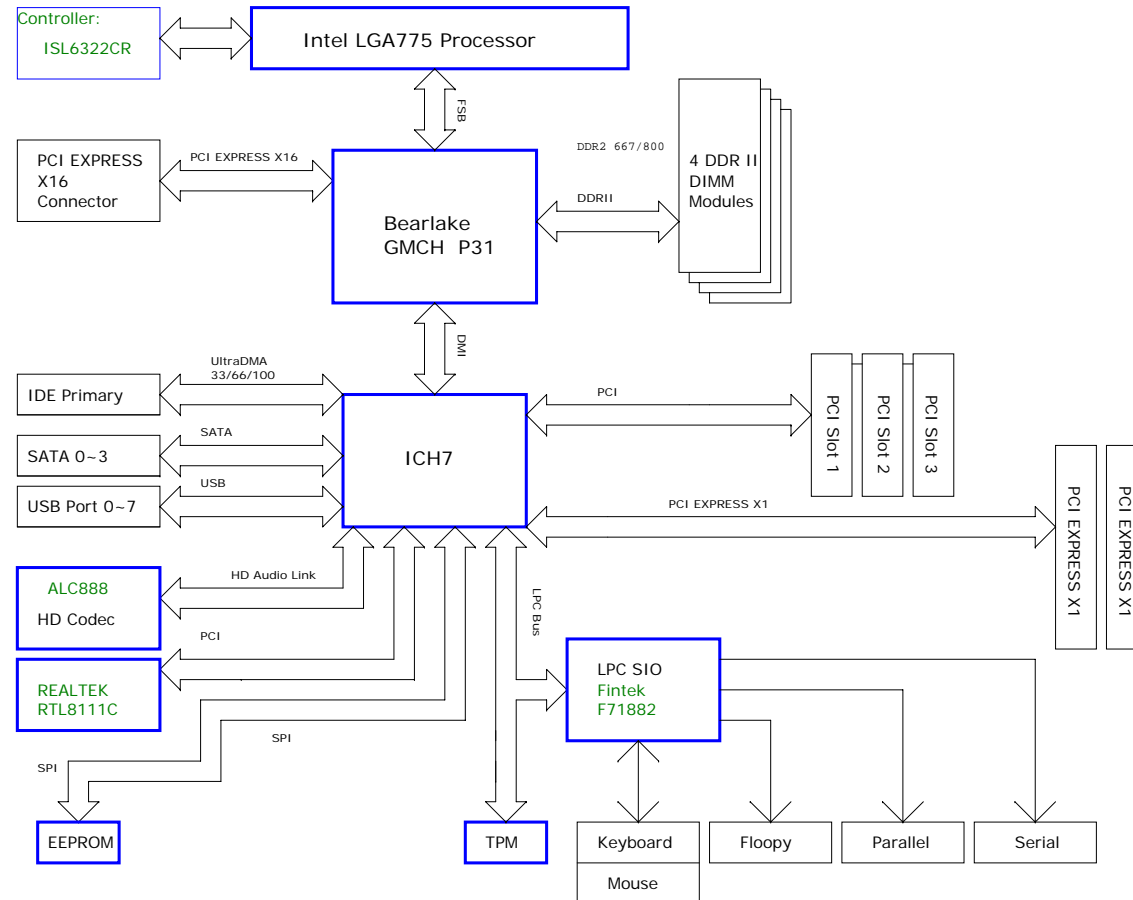 Controller:
ISL6322CR
Intel LGA775 Processor
FSB
PCI EXPRESS
X16
Connector
PCI EXPRESS X16
Bearlake
GMCH P31
DDR2 667/800
DDRII
4 DDR II
DIMM
Modules
DMI
UltraDMA
33/66/100
IDE Primary
SATA
SATA 0~3
USB
USB Port 0~7
ICH7
PCI
PCI Slot 1
PCI Slot 2
PCI Slot 3
PCI EXPRESS X1
PCI EXPRESS X1
PCI EXPRESS X1
HD Audio Link
ALC888
HD Codec
PCI
REALTEK
RTL8111C
LPC Bus
LPC SIO
Fintek
F71882
SPI
SPI
EEPROM
TPM
Keyboard
Mouse
Floopy
Parallel
Serial